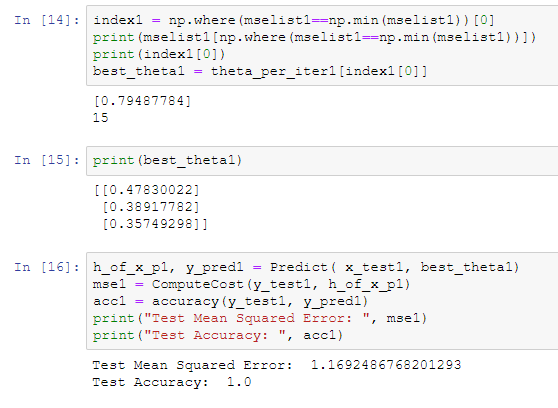 In [14]: index1 = np.where(mselist1==np.min(mselist1))[0]
print(mselist1[np.where(mselist1==np.min(mselist1))])
print(index1[0])
best_theta1 = theta_per_iter1[index1[0]]
[0.79487784]
15
In [15]: print(best_theta1)
[[0.47830022]
[0.38917782]
[0.35749298]]
In [16]: h_of_x_p1, y_pred1 = Predict( x_test1, best_theta1)
mse1 = ComputeCost(y_test1, h_of_x_p1)
acc1 = accuracy(y_test1, y_pred1)
print("Test Mean Squared Error: ", mse1)
print("Test Accuracy: ", acc1)
Test Mean Squared Error:  1.1692486768201293
Test Accuracy:  1.0